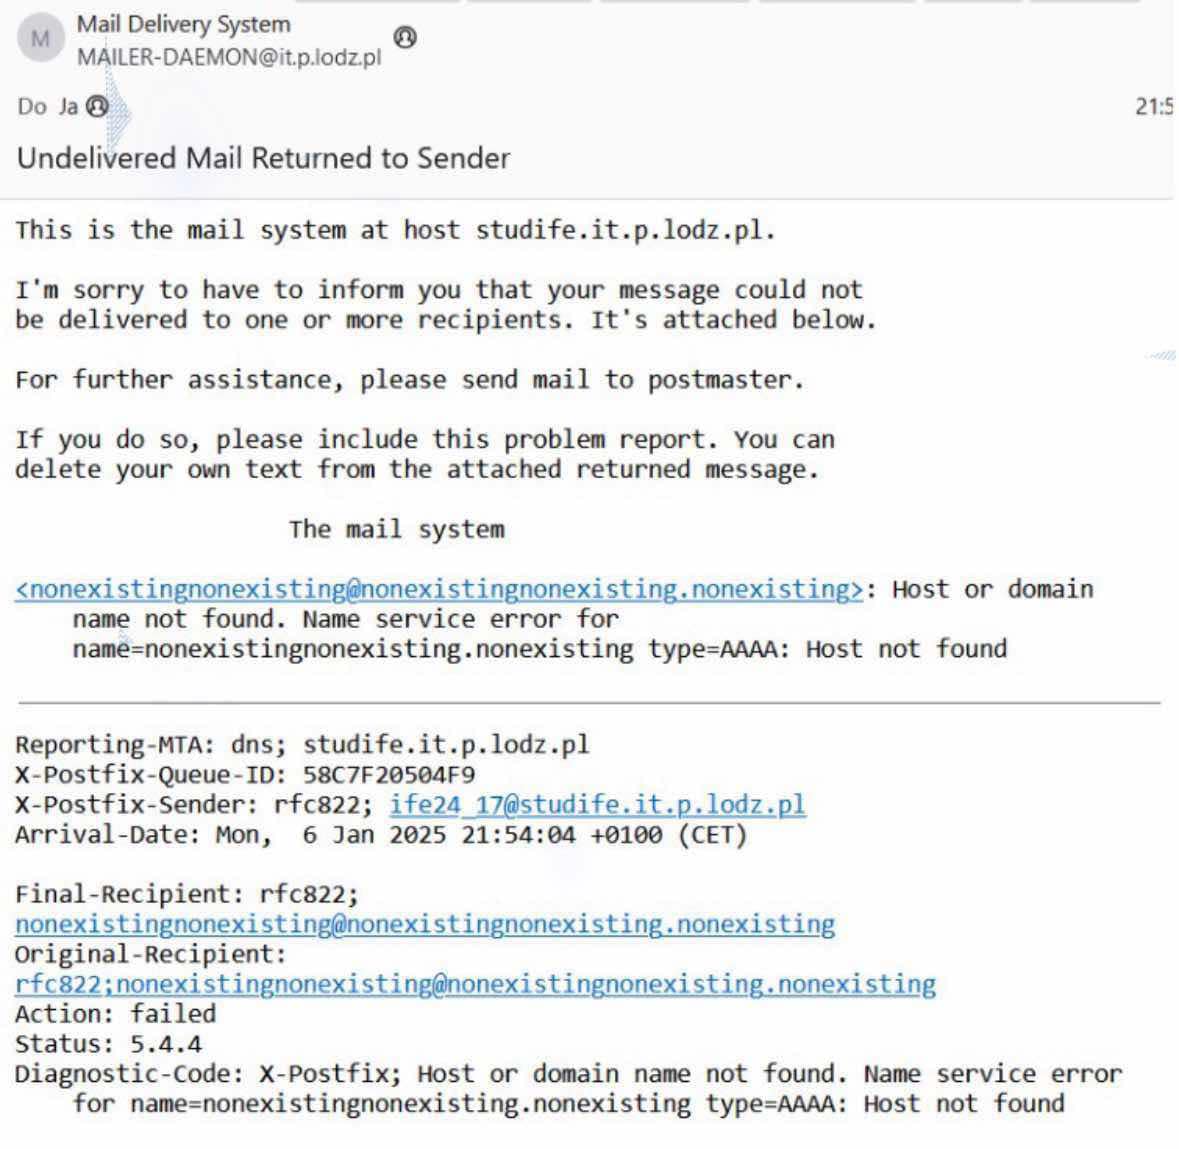 M
Mail Delivery System
MAILER-DAEMON@it.p.lodz.pl
Do Ja
21:5
Undelivered Mail Returned to Sender
This is the mail system at host studife.it.p.lodz.pl.
I'm sorry to have to inform you that your message could not
be delivered to one or more recipients. It's attached below.
For further assistance, please send mail to postmaster.
If you do so, please include this problem report. You can
delete your own text from the attached returned message.
The mail system
<nonexistingnonexisting@nonexistingnonexisting.nonexisting>: Host or domain
name not found. Name service error for
name=nonexistingnonexisting.nonexisting type=AAAA: Host not found
Reporting-MTA: dns; studife.it.p.lodz.pl
X-Postfix-Queue-ID: 58C7F20504F9
X-Postfix-Sender: rfc822; ife24_17@studife.it.p.lodz.pl
Arrival-Date: Mon,  6 Jan 2025 21:54:04 +0100 (CET)
Final-Recipient: rfc822;
nonexistingnonexisting@nonexistingnonexisting.nonexisting
Original-Recipient:
rfc822;nonexistingnonexisting@nonexistingnonexisting.nonexisting
Action: failed
Status: 5.4.4
Diagnostic-Code: X-Postfix; Host or domain name not found. Name service error
for name=nonexistingnonexisting.nonexisting type=AAAA: Host not found